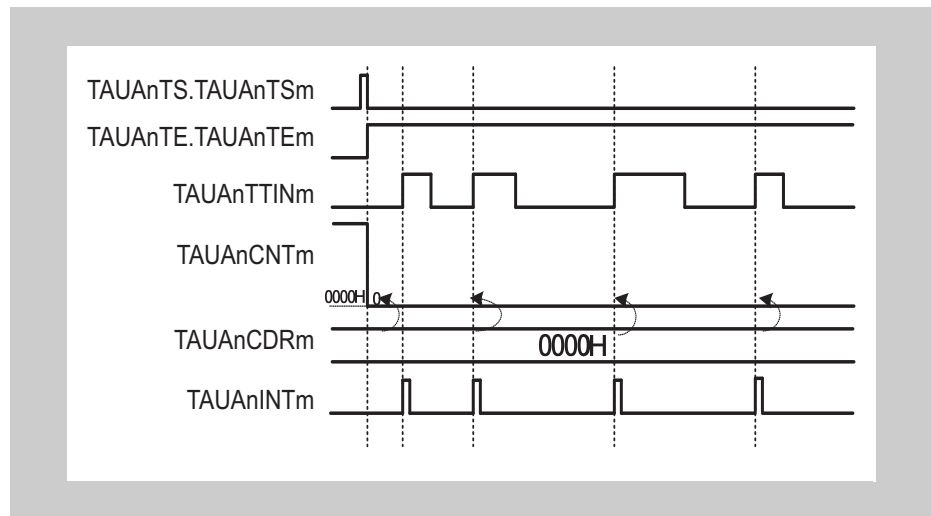 TAUAnTS.TAUAnTSm
TAUAnTE.TAUAnTEm
TAUAnTTINm
TAUAnCNTm
0000H 0
TAUAnCDRm
0000H
TAUAnINTm